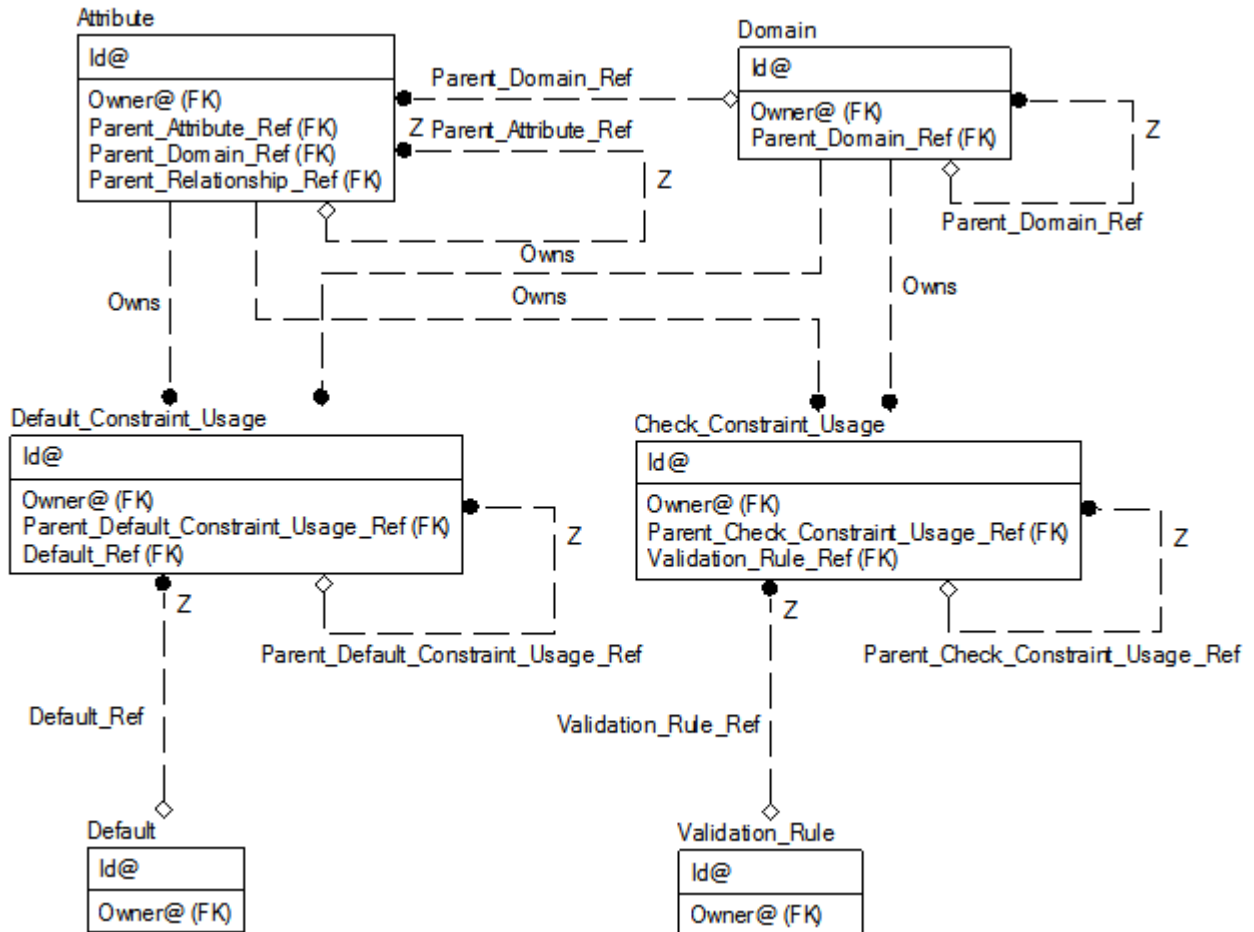 Attribute
Id@
Owner@ (FK)
Parent_Attribute_Ref (FK)
Parent_Domain_Ref (FK)
Parent_Relationship_Ref (FK)
Domain
Id@
Owner@ (FK)
Parent_Domain_Ref (FK)
Parent_Domain_Ref
Z
Parent_Attribute_Ref
Z
Z
Parent_Domain_Ref
Owns
Owns
Owns
Owns
Default_Constraint_Usage
Id@
Owner@ (FK)
Parent_Default_Constraint_Usage_Ref (FK)
Default_Ref (FK)
Z
Z
Parent_Default_Constraint_Usage_Ref
Check_Constraint_Usage
Id@
Owner@ (FK)
Parent_Check_Constraint_Usage_Ref (FK)
Validation_Rule_Ref (FK)
Z
Z
Parent_Check_Constraint_Usage_Ref
Default_Ref
Validation_Rule_Ref
Default
Id@
Owner@ (FK)
Validation_Rule
Id@
Owner@ (FK)